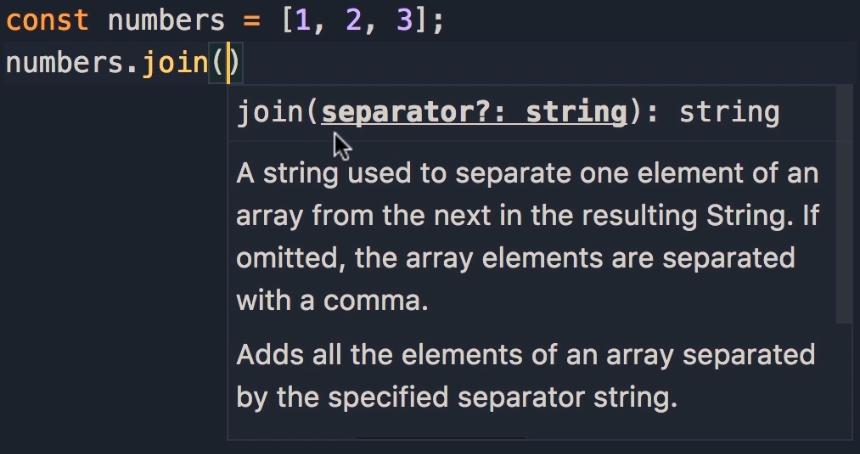 const numbers = [1, 2, 3];
numbers.join()
join(separator?: string): string
A string used to separate one element of an
array from the next in the resulting String. If
omitted, the array elements are separated
with a comma.
Adds all the elements of an array separated
by the specified separator string.